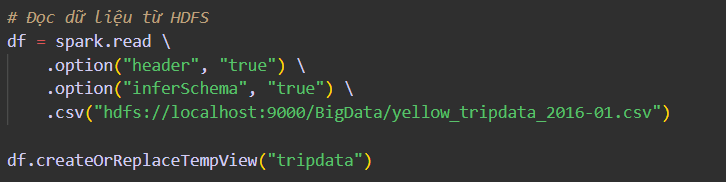 # Đọc dữ liệu từ HDFS
df = spark.read \
    .option("header", "true") \
    .option("inferSchema", "true") \
    .csv("hdfs://localhost:9000/BigData/yellow_tripdata_2016-01.csv")
df.createOrReplaceTempView("tripdata")